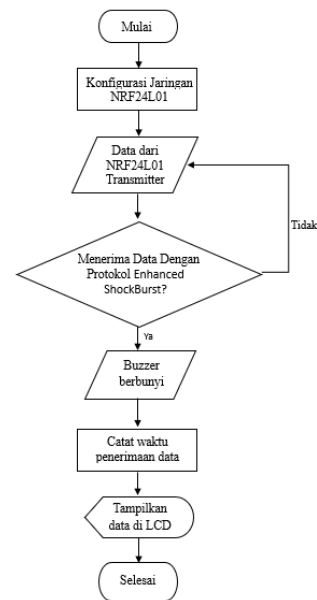 Mulai
Konfigurasi Jaringan
NRF24L01
Data dari
NRF24L01
Transmitter
Menerima Data Dengan
Protokol Enhanced
ShockBurst?
Tidak
Ya
Buzzer
berbunyi
Catat waktu
penerimaan data
Tampilkan
data di LCD
Selesai